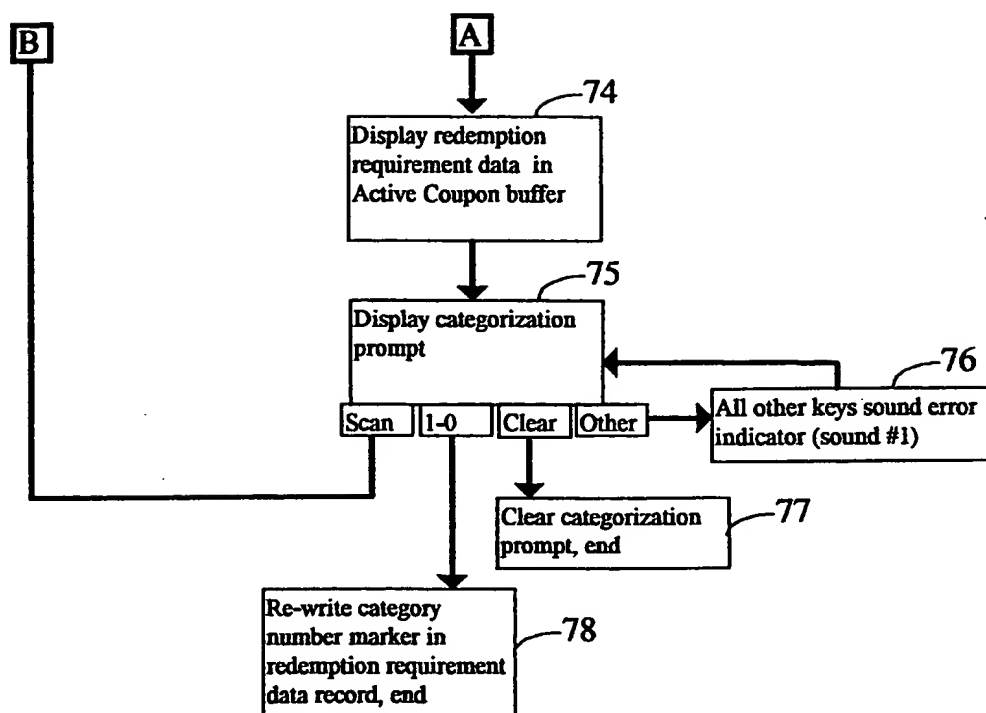 B
A
74
Display redemption
requirement data in
Active Coupon buffer
75
Display categorization
prompt
Scan
1-0
Clear
Other
76
All other keys sound error
indicator (sound #1)
Clear categorization
prompt, end
77
Re-write category
number marker in
redemption requirement
data record, end
78